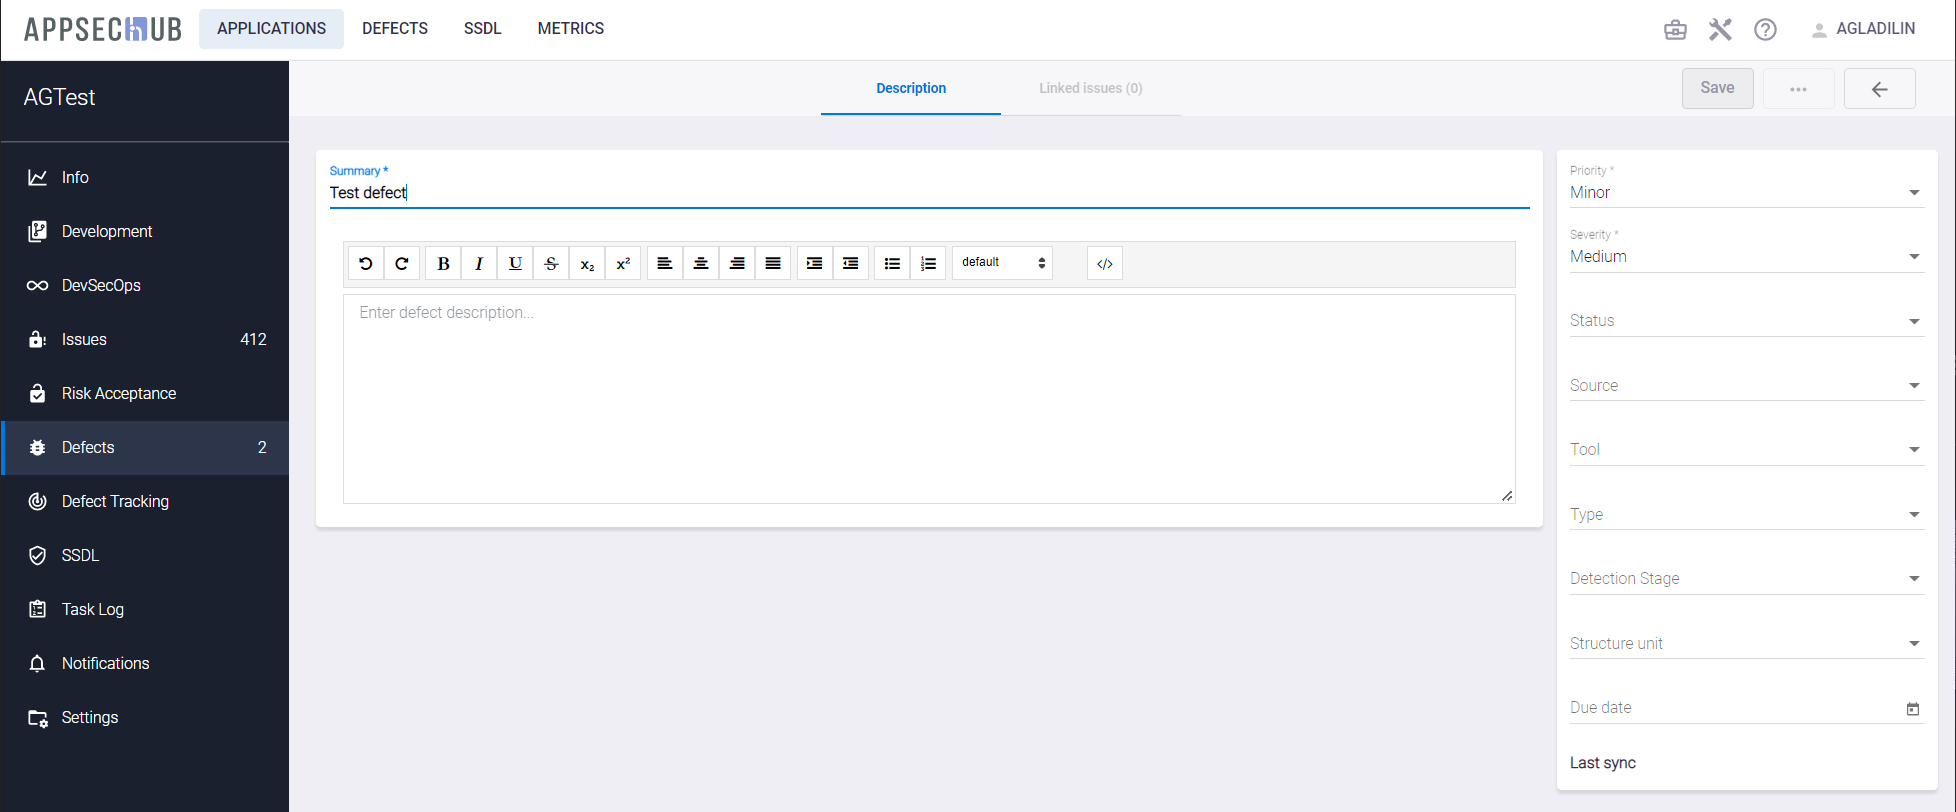 APPSECHUB
APPLICATIONS
DEFECTS
SSDL
METRICS
AGLADILIN
AGTest
Info
Development
DevSecOps
Issues 412
Risk Acceptance
Defects 2
Defect Tracking
SSDL
Task Log
Notifications
Settings
Description
Linked issues (0)
Save
...
Summary *
Test defect
B I U S x₂ x²
default
</>
Enter defect description...
Priority *
Minor
Severity *
Medium
Status
Source
Tool
Type
Detection Stage
Structure unit
Due date
Last sync